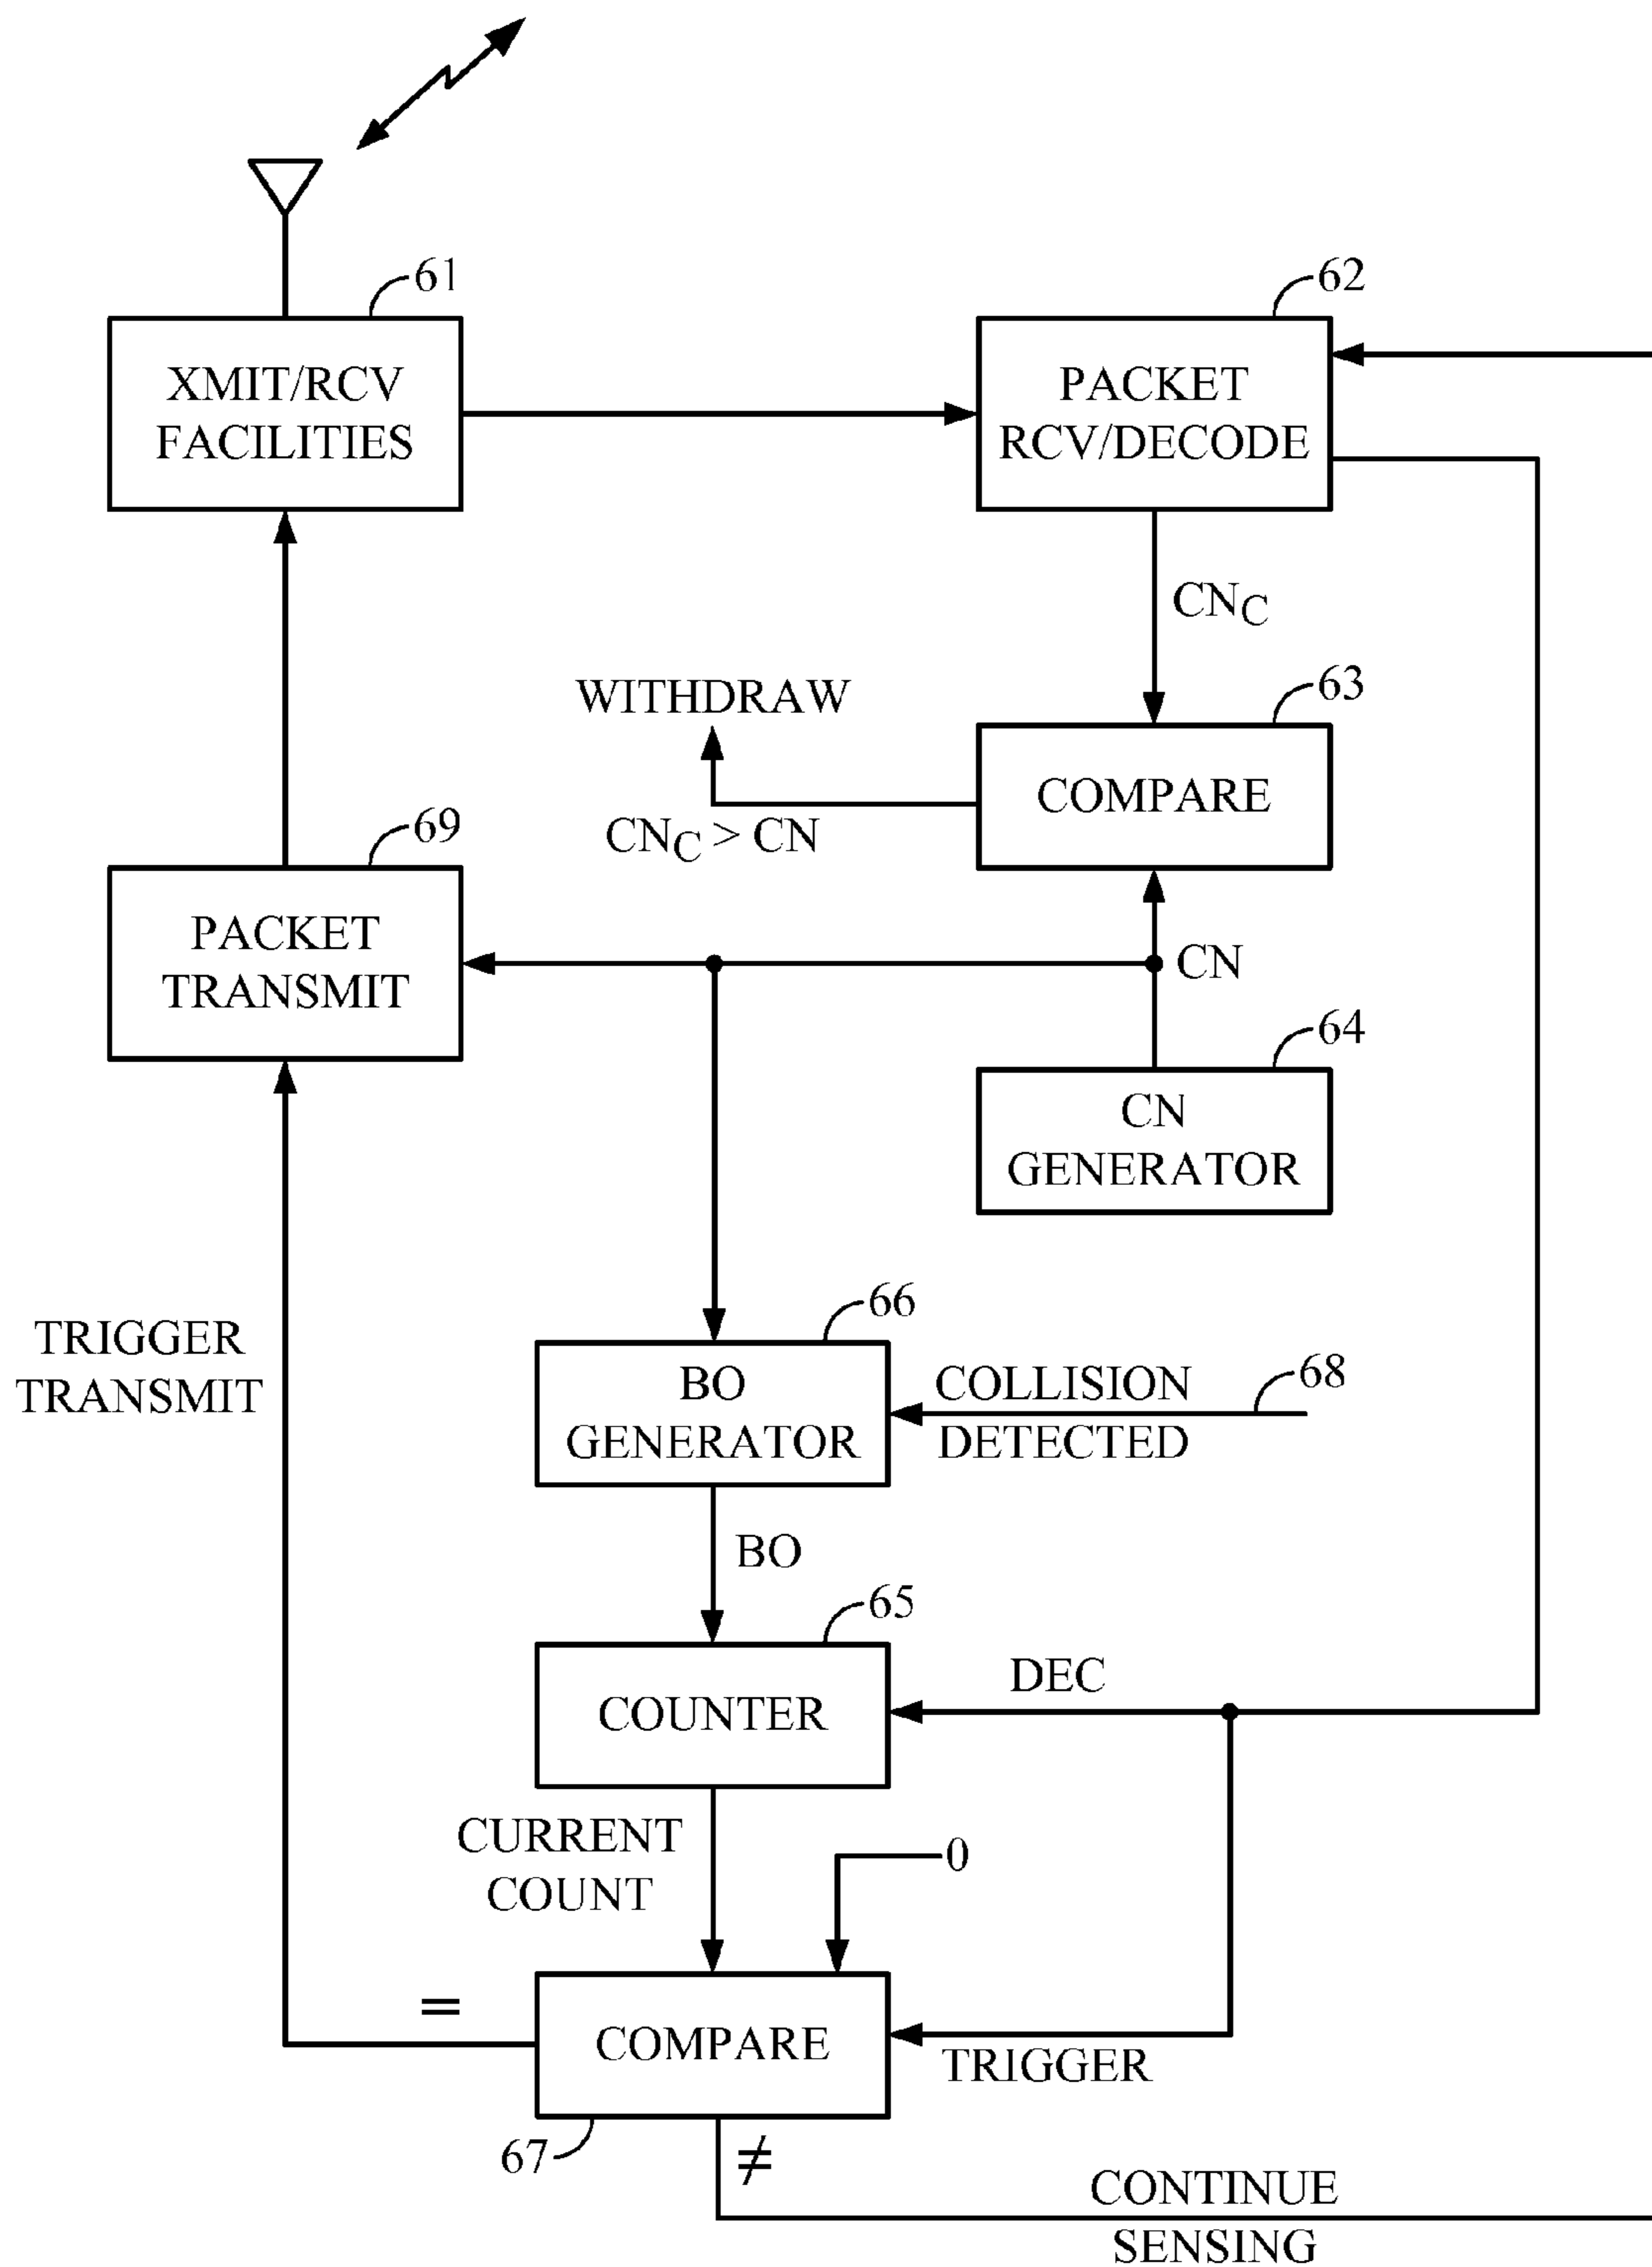 61
XMIT/RCV
FACILITIES
62
PACKET
RCV/DECODE
CNC
63
WITHDRAW
COMPARE
CNC > CN
69
PACKET
TRANSMIT
CN
64
CN
GENERATOR
66
TRIGGER
TRANSMIT
BO
GENERATOR
COLLISION
DETECTED
68
BO
65
COUNTER
DEC
CURRENT
COUNT
0
=
COMPARE
TRIGGER
67
≠
CONTINUE
SENSING